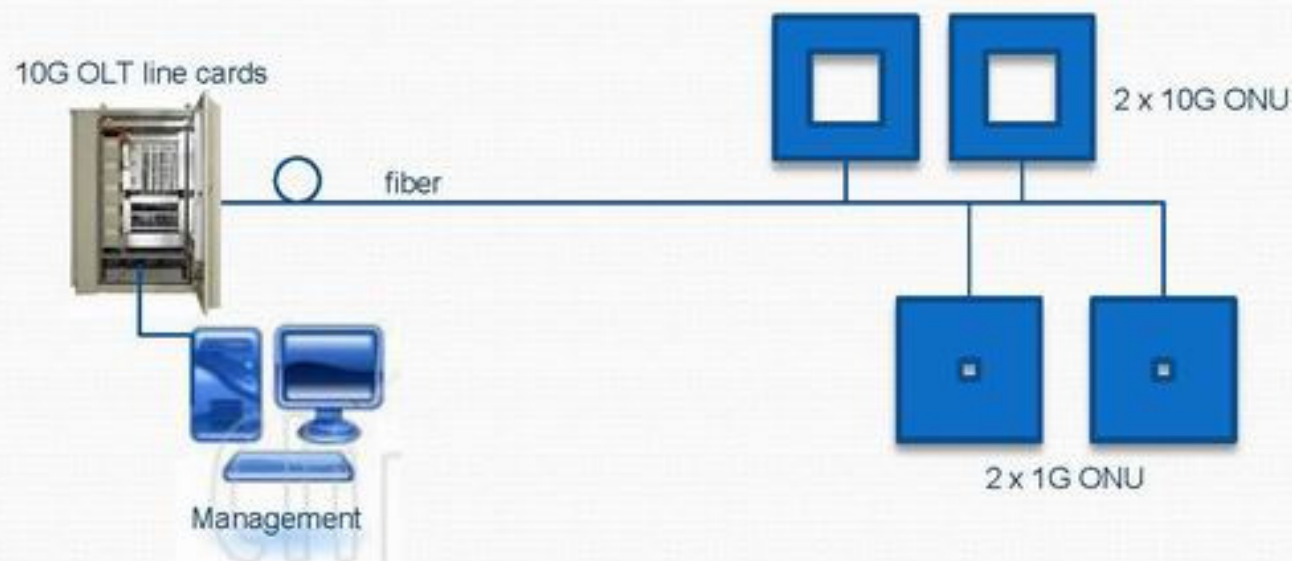 10G OLT line cards
2 x 10G ONU
fiber
2 x 1G ONU
Management